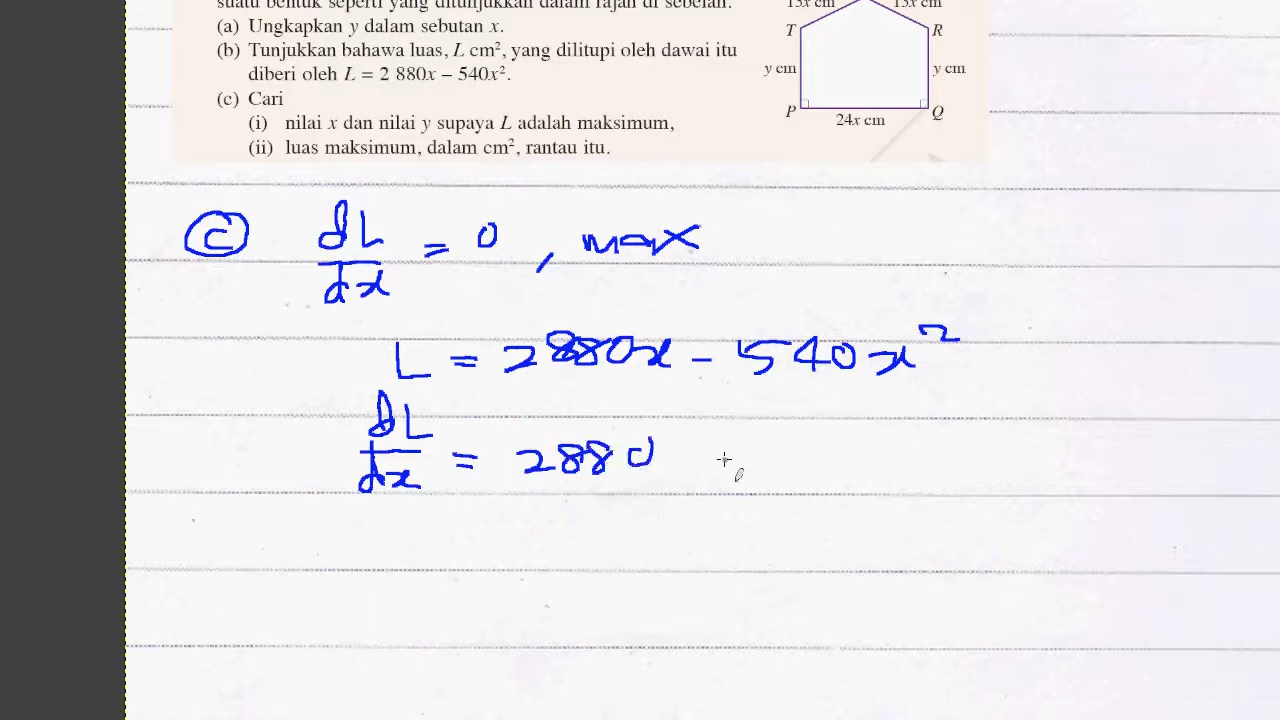 suatu bentuk seperti yang ditunjukkan dalam rajah di sebelah.
(a) Ungkapkan y dalam sebutan x.
(b) Tunjukkan bahawa luas, L cm², yang dilitupi oleh dawai itu
diberi oleh L = 2 880x – 540x².
(c) Cari
(i) nilai x dan nilai y supaya L adalah maksimum,
(ii) luas maksimum, dalam cm², rantau itu.
13x cm 13x cm
T R
y cm y cm
P Q
24x cm
(c) dL/dx = 0 , max
L = 2880x - 540x²
dL/dx = 2880